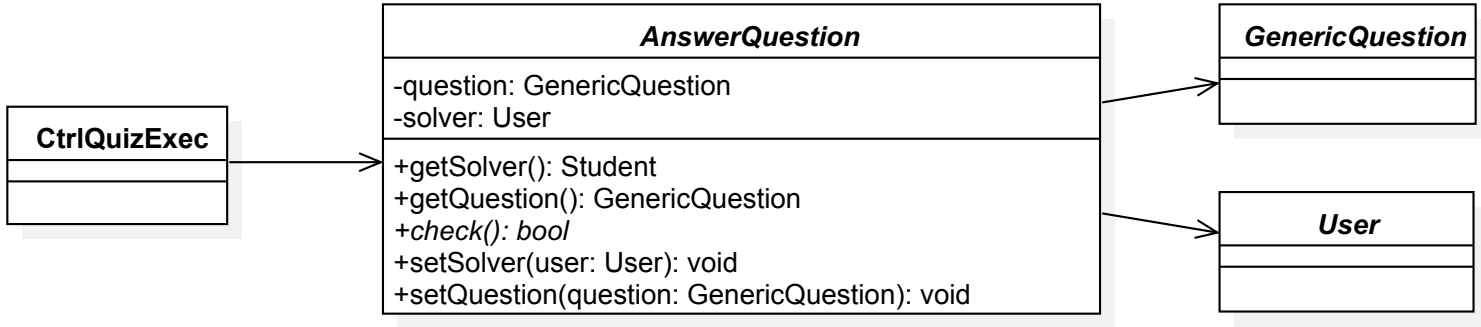 CtrlQuizExec
AnswerQuestion
-question: GenericQuestion
-solver: User
+getSolver(): Student
+getQuestion(): GenericQuestion
+check(): bool
+setSolver(user: User): void
+setQuestion(question: GenericQuestion): void
GenericQuestion
User